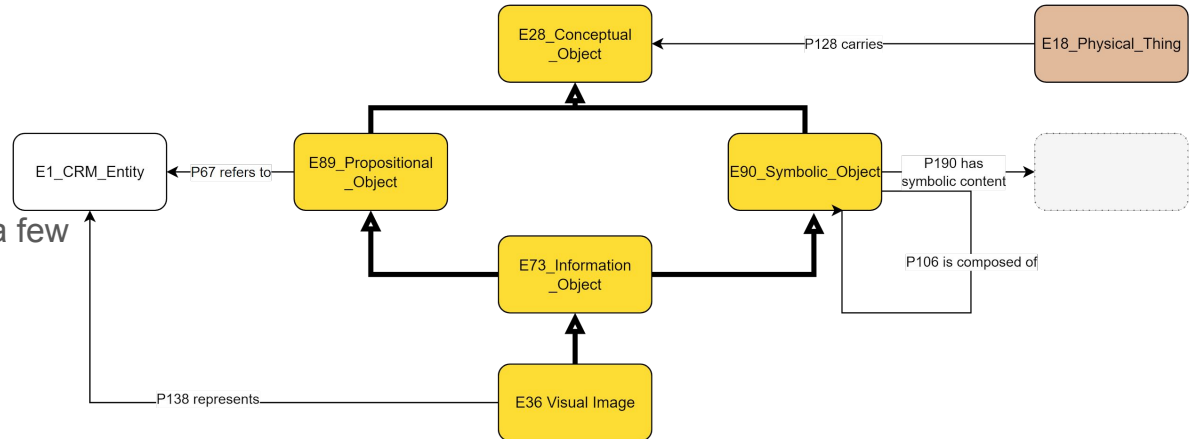 E28_Conceptual
_Object
P128 carries
E18_Physical_Thing
E1_CRM_Entity
P67 refers to
E89_Propositional
_Object
E90_Symbolic_Object
P190 has
symbolic content
a few
E73_Information
_Object
P106 is composed of
P138 represents
E36 Visual Image